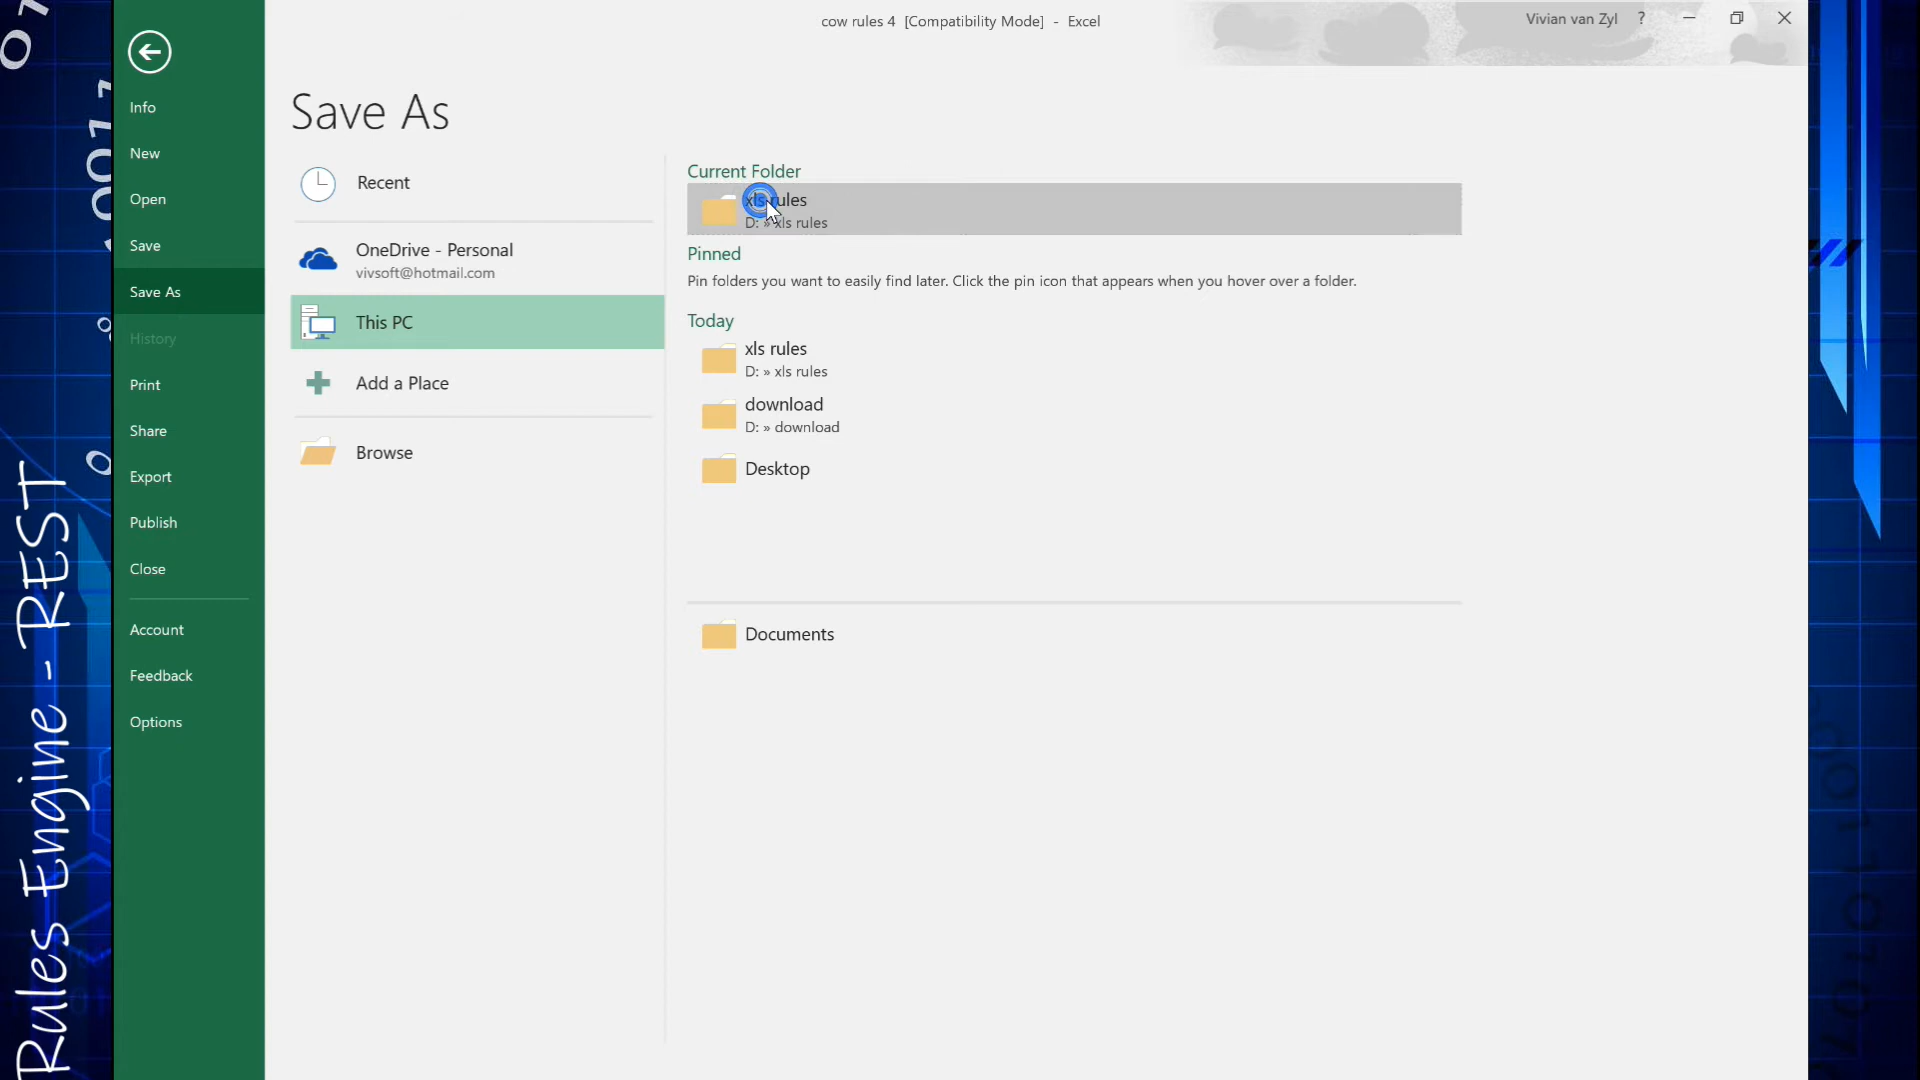 cow rules 4 [Compatibility Mode] - Excel
Vivian van Zyl ?
Info
New
Open
Save
Save As
History
Print
Share
Export
Publish
Close
Account
Feedback
Options
Save As
Recent
OneDrive - Personal
vivsoft@hotmail.com
This PC
Add a Place
Browse
Current Folder
xls rules
D: » xls rules
Pinned
Pin folders you want to easily find later. Click the pin icon that appears when you hover over a folder.
Today
xls rules
D: » xls rules
download
D: » download
Desktop
Documents
Rules Engine - REST